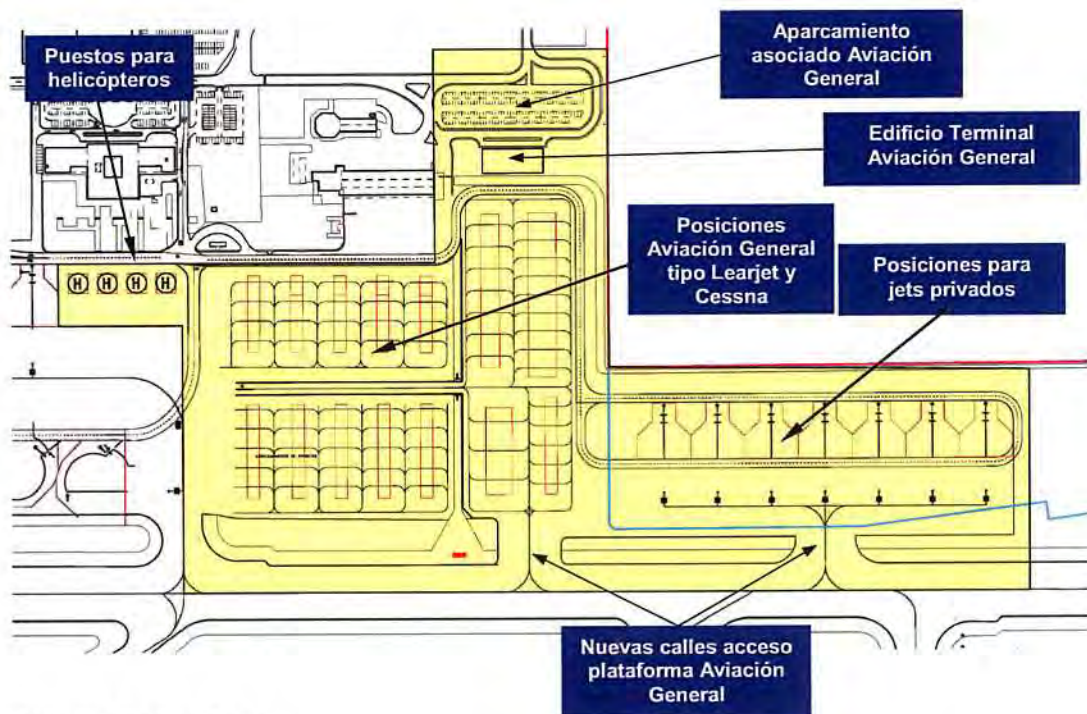 Puestos para
helicópteros
Aparcamiento
asociado Aviación
General
Edificio Terminal
Aviación General
Posiciones
Aviación General
tipo Learjet y
Cessna
Posiciones para
jets privados
H H H H
Nuevas calles acceso
plataforma Aviación
General